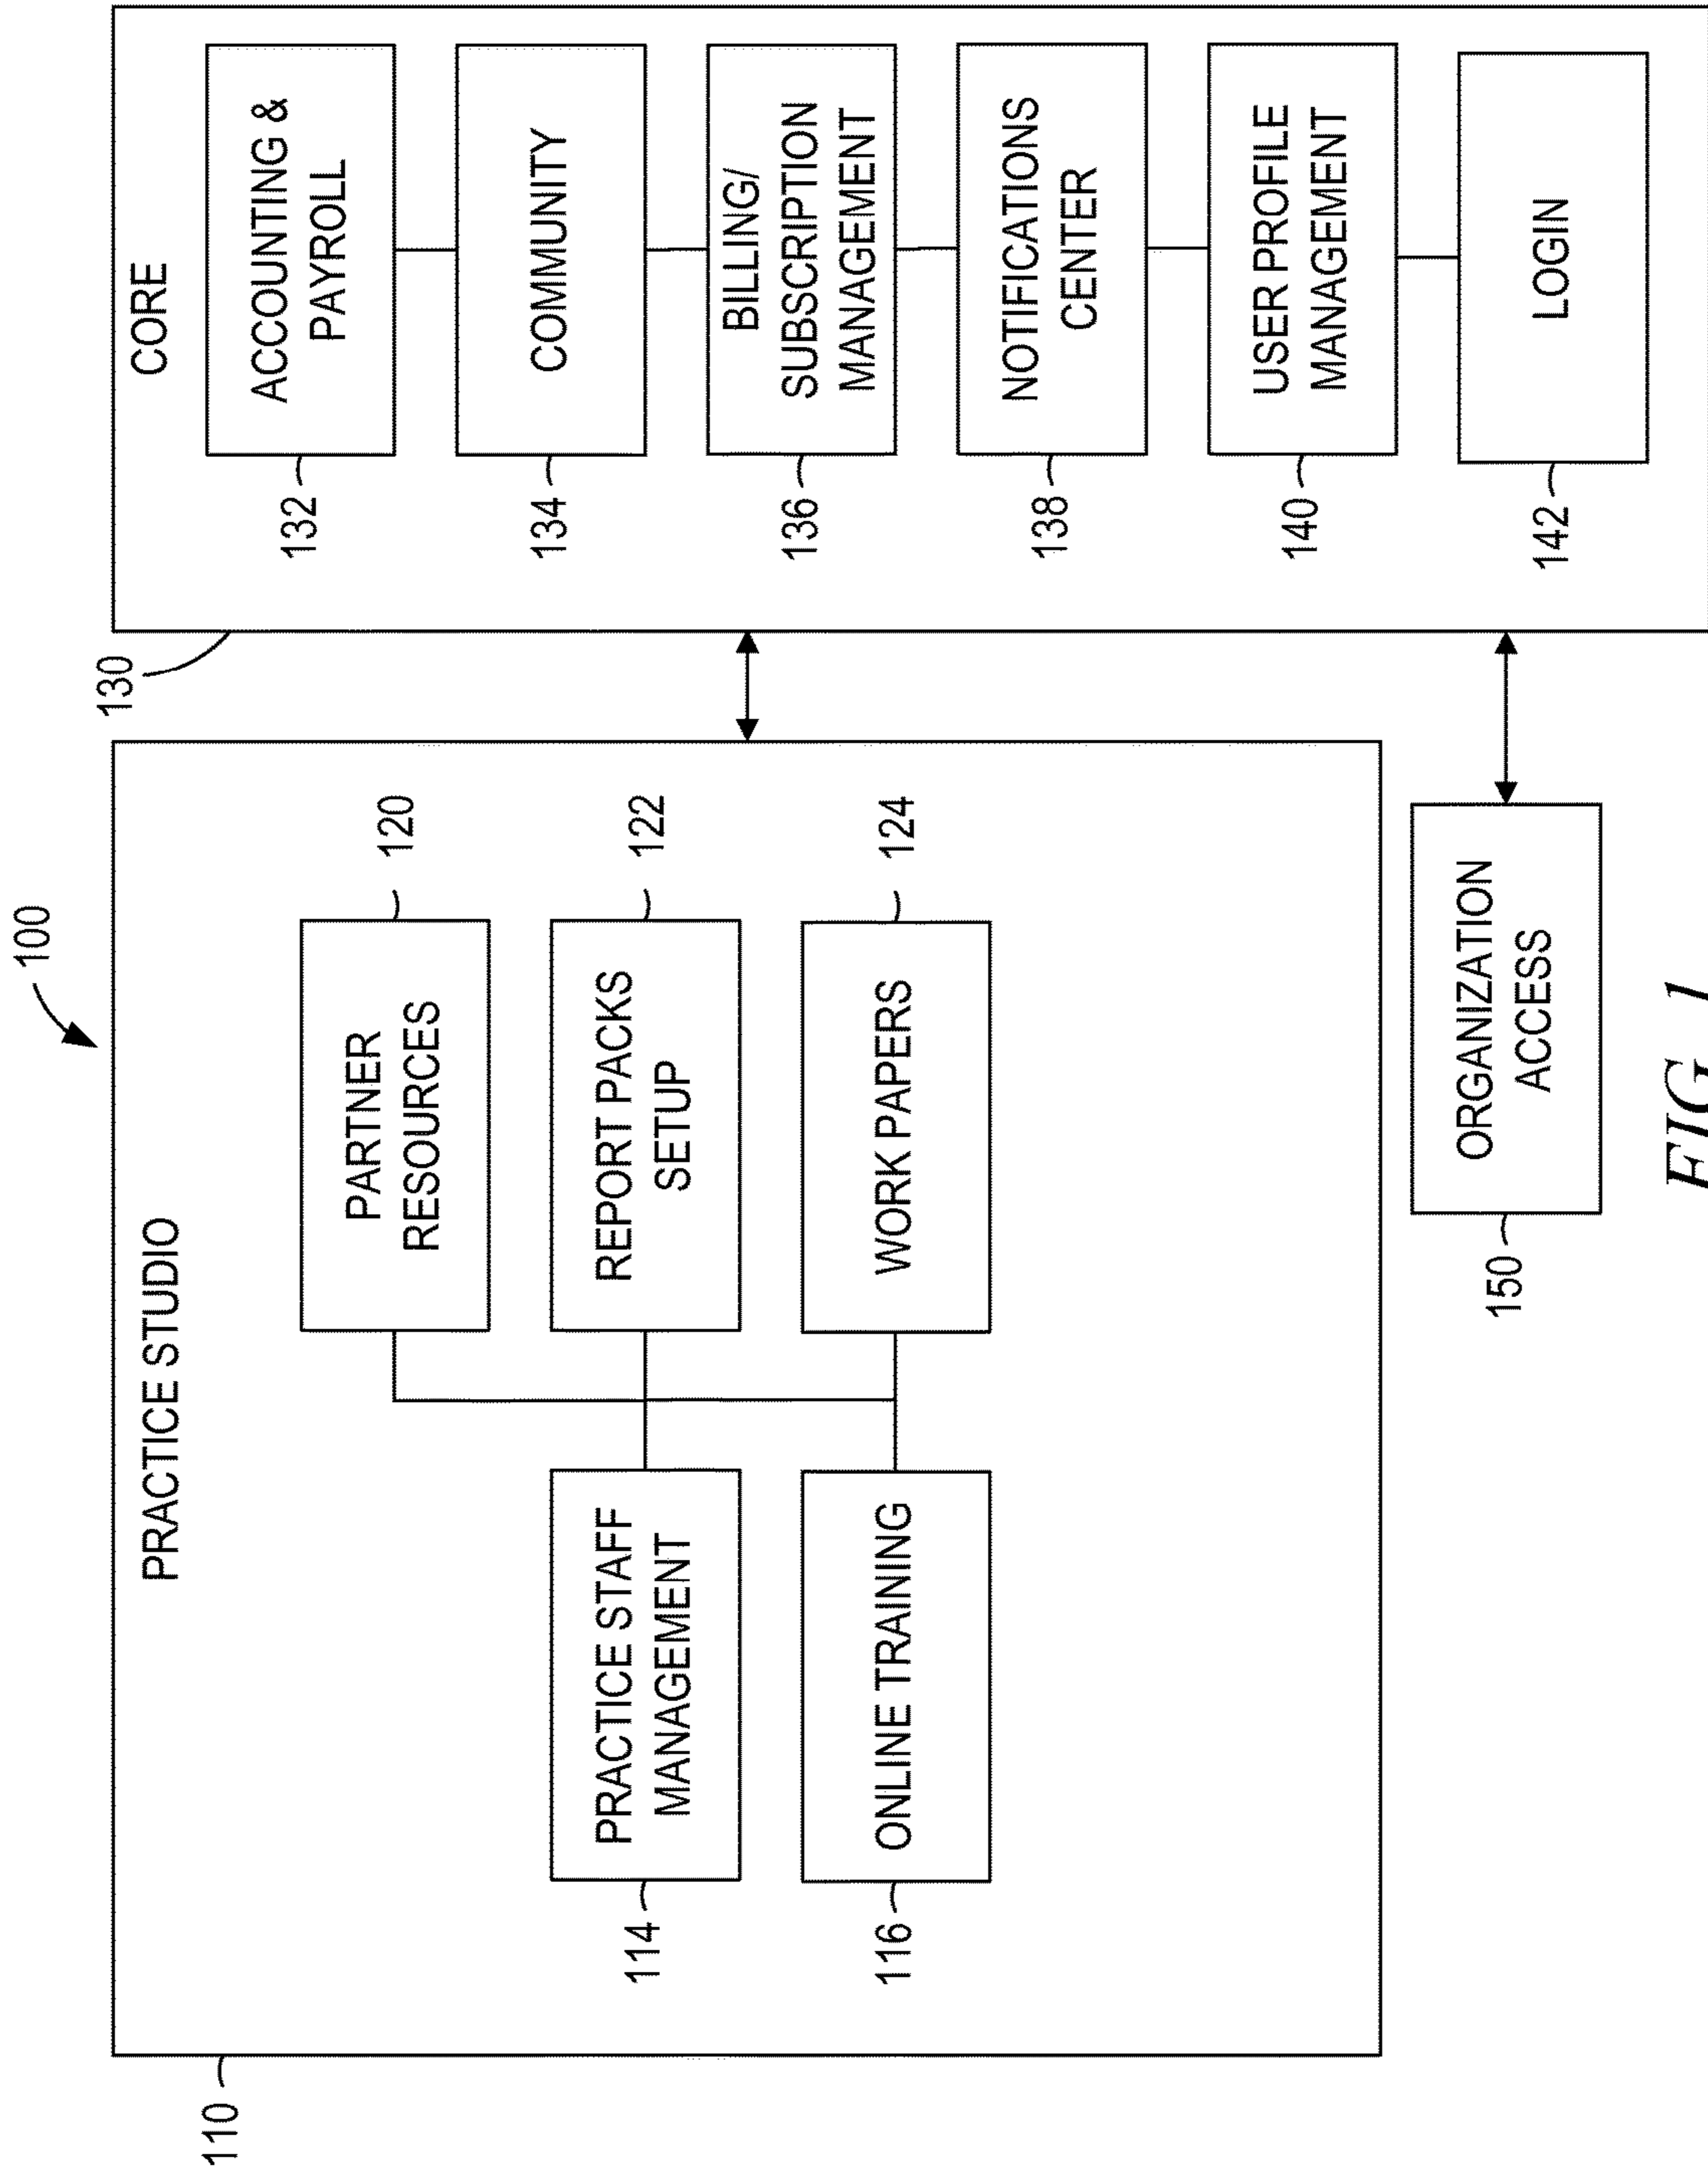 100
110
PRACTICE STUDIO
PARTNER
RESOURCES
120
114
PRACTICE STAFF
MANAGEMENT
REPORT PACKS
SETUP
122
116
ONLINE TRAINING
WORK PAPERS
124
130
CORE
132
ACCOUNTING &
PAYROLL
134
COMMUNITY
136
BILLING/
SUBSCRIPTION
MANAGEMENT
138
NOTIFICATIONS
CENTER
140
USER PROFILE
MANAGEMENT
142
LOGIN
150
ORGANIZATION
ACCESS
FIG. 1